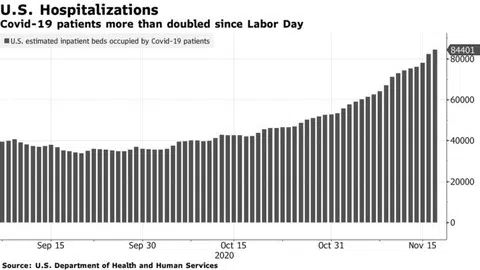 U.S. Hospitalizations
Covid-19 patients more than doubled since Labor Day
U.S. estimated inpatient beds occupied by Covid-19 patients
84401
80000
60000
40000
20000
0
Sep 15 Sep 30 Oct 15 Oct 31 Nov 15
2020
Source: U.S. Department of Health and Human Services